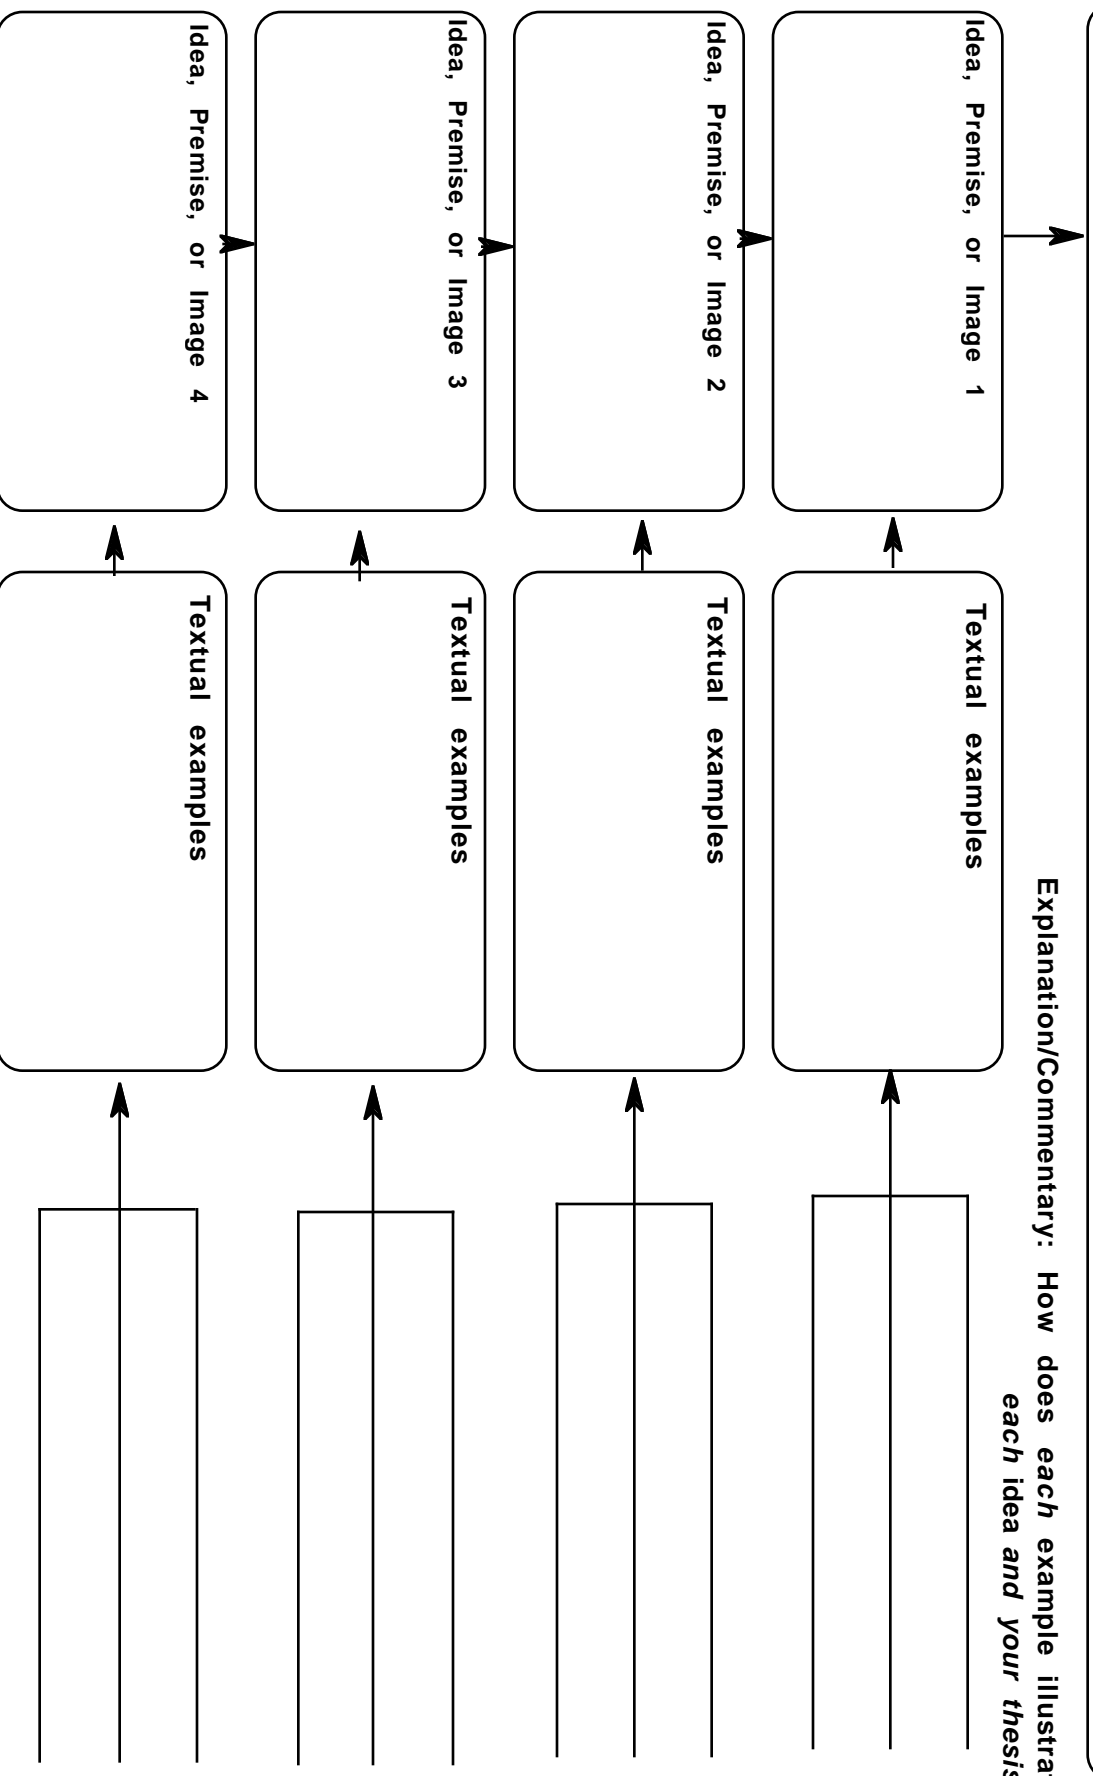 Explanation/Commentary: How does each example illustrat
each idea and your thesis
Idea, Premise, or Image 1
Textual examples
Idea, Premise, or Image 2
Textual examples
Idea, Premise, or Image 3
Textual examples
Idea, Premise, or Image 4
Textual examples